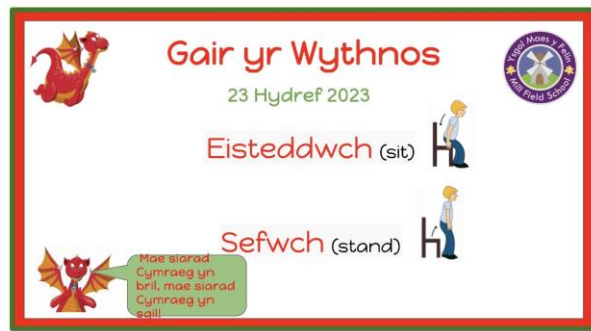 Gair yr Wythnos
23 Hydref 2023
Ysgol Maes y Felin
Mill Field School
Eisteddwch (sit)
Sefwch (stand)
Mae siarad
Cymraeg yn
bril, mae siarad
Cymraeg yn
sgil!